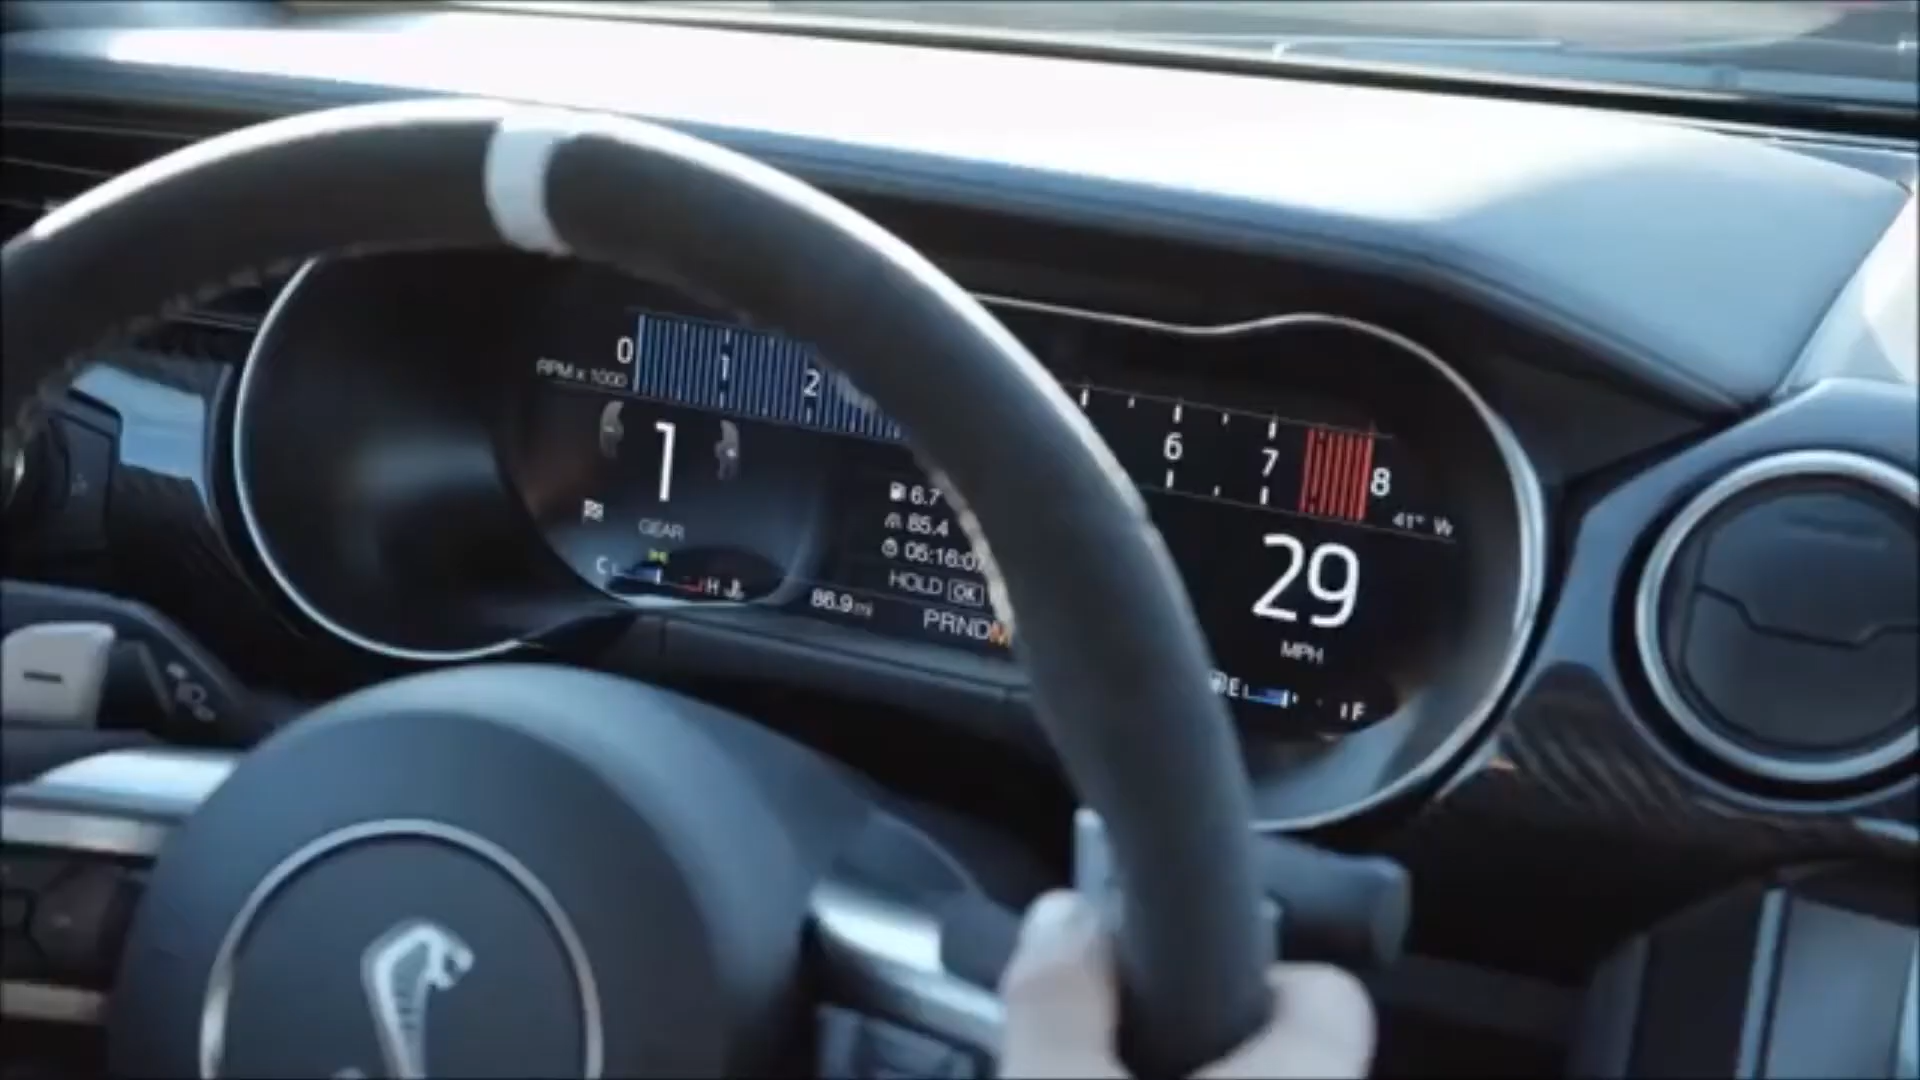 0 1 2
RPM x 1000
6 7 8
41° W
1
GEAR
C H
6.7
85.4
05:16:07
HOLD OK
86.9 mi
PRNDM
29
MPH
E F